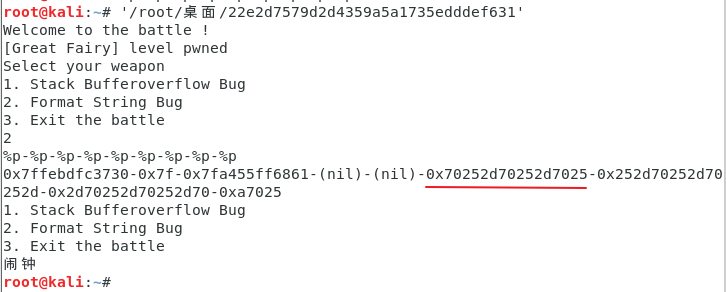 root@kali:~# '/root/桌面/22e2d7579d2d4359a5a1735edddef631'
Welcome to the battle !
[Great Fairy] level pwned
Select your weapon
1. Stack Bufferoverflow Bug
2. Format String Bug
3. Exit the battle
2
%p-%p-%p-%p-%p-%p-%p-%p-%p
0x7ffebdfc3730-0x7f-0x7fa455ff6861-(nil)-(nil)-0x70252d70252d7025-0x252d70252d70
252d-0x2d70252d70252d70-0xa7025
1. Stack Bufferoverflow Bug
2. Format String Bug
3. Exit the battle
闹钟
root@kali:~#